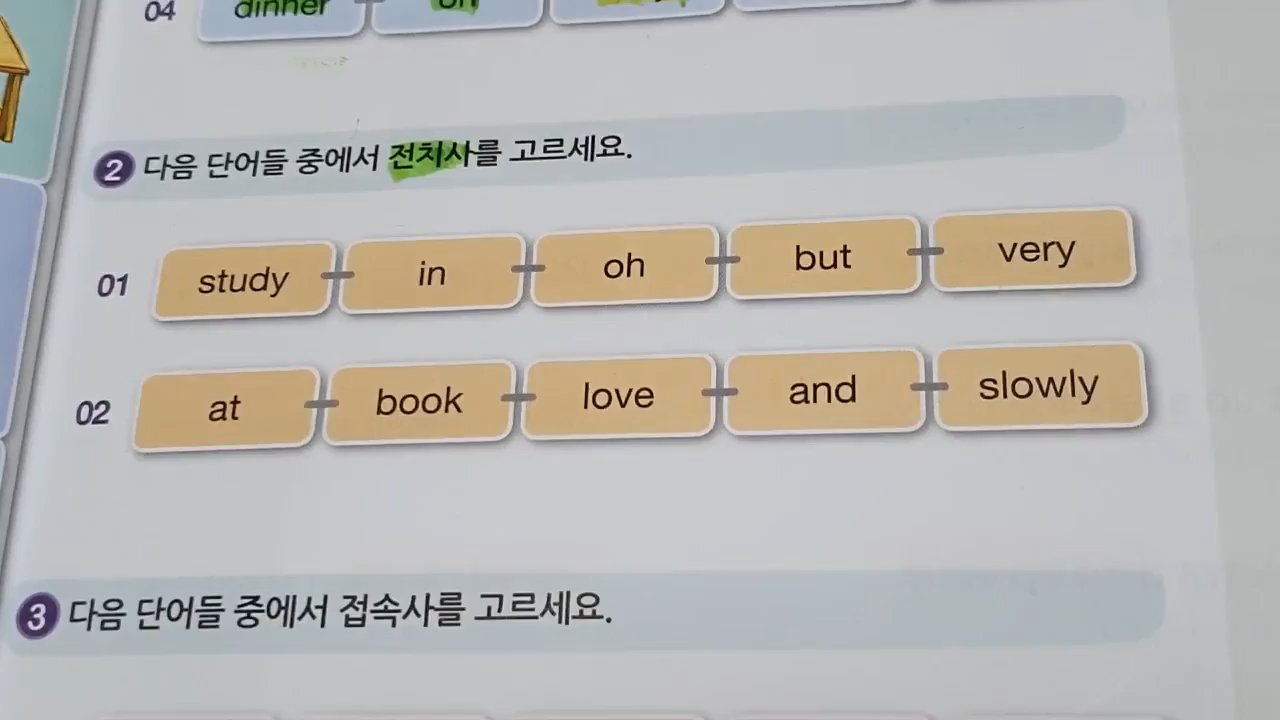 04 dinner on
2 다음 단어들 중에서 전치사를 고르세요.
01 study in oh but very
02 at book love and slowly
3 다음 단어들 중에서 접속사를 고르세요.